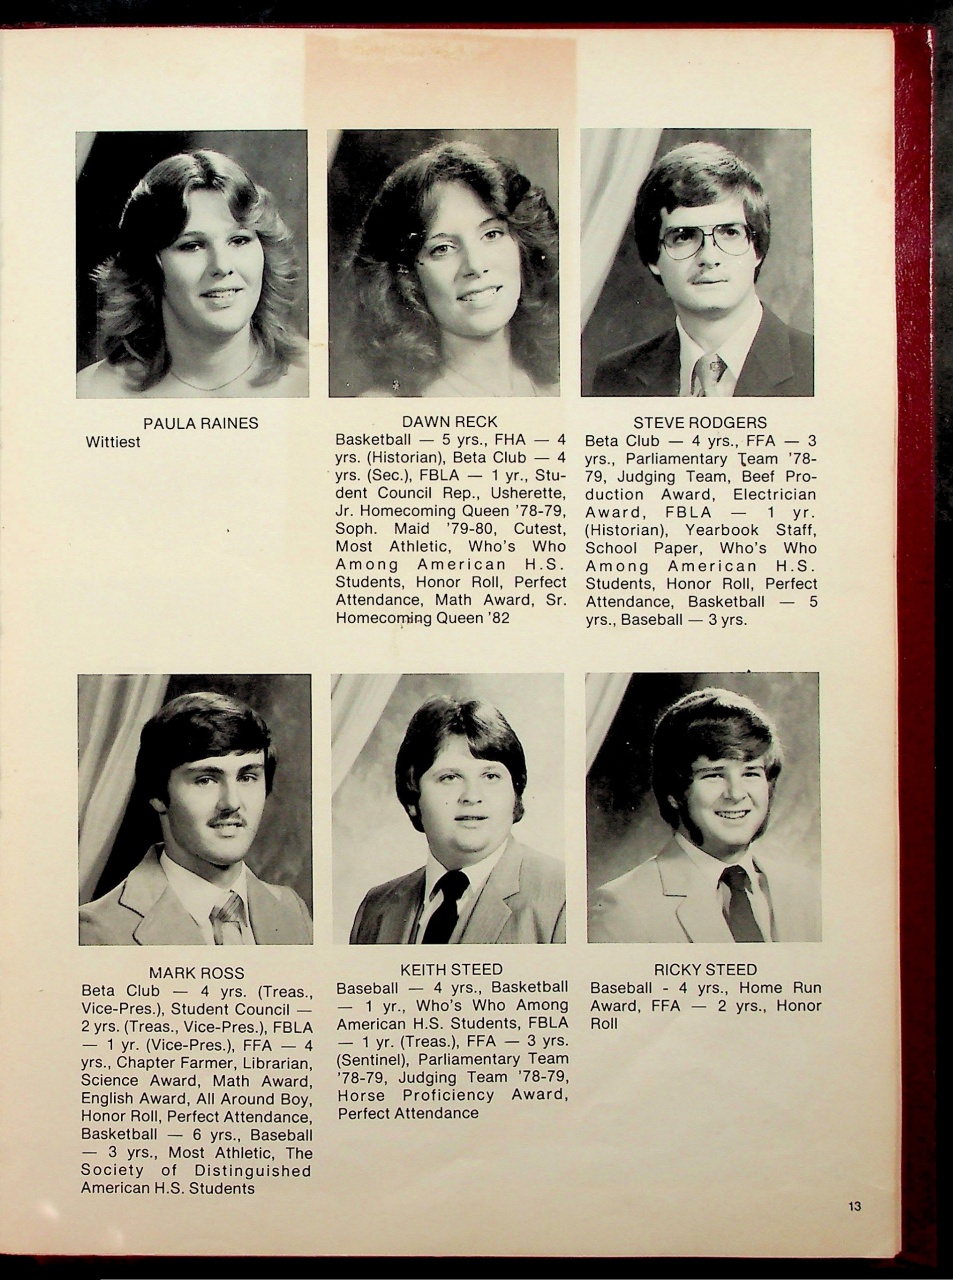 PAULA RAINES
Wittiest
DAWN RECK
Basketball — 5 yrs., FHA — 4
yrs. (Historian), Beta Club — 4
yrs. (Sec.), FBLA — 1 yr., Stu-
dent Council Rep., Usherette,
Jr. Homecoming Queen '78-79,
Soph. Maid '79-80, Cutest,
Most Athletic, Who's Who
Among American H.S.
Students, Honor Roll, Perfect
Attendance, Math Award, Sr.
Homecoming Queen '82
STEVE RODGERS
Beta Club — 4 yrs., FFA — 3
yrs., Parliamentary Team '78-
79, Judging Team, Beef Pro-
duction Award, Electrician
Award, FBLA — 1 yr.
(Historian), Yearbook Staff,
School Paper, Who's Who
Among American H.S.
Students, Honor Roll, Perfect
Attendance, Basketball — 5
yrs., Baseball — 3 yrs.
MARK ROSS
Beta Club — 4 yrs. (Treas.,
Vice-Pres.), Student Council —
2 yrs. (Treas., Vice-Pres.), FBLA
— 1 yr. (Vice-Pres.), FFA — 4
yrs., Chapter Farmer, Librarian,
Science Award, Math Award,
English Award, All Around Boy,
Honor Roll, Perfect Attendance,
Basketball — 6 yrs., Baseball
— 3 yrs., Most Athletic, The
Society of Distinguished
American H.S. Students
KEITH STEED
Baseball — 4 yrs., Basketball
— 1 yr., Who's Who Among
American H.S. Students, FBLA
— 1 yr. (Treas.), FFA — 3 yrs.
(Sentinel), Parliamentary Team
'78-79, Judging Team '78-79,
Horse Proficiency Award,
Perfect Attendance
RICKY STEED
Baseball - 4 yrs., Home Run
Award, FFA — 2 yrs., Honor
Roll
13